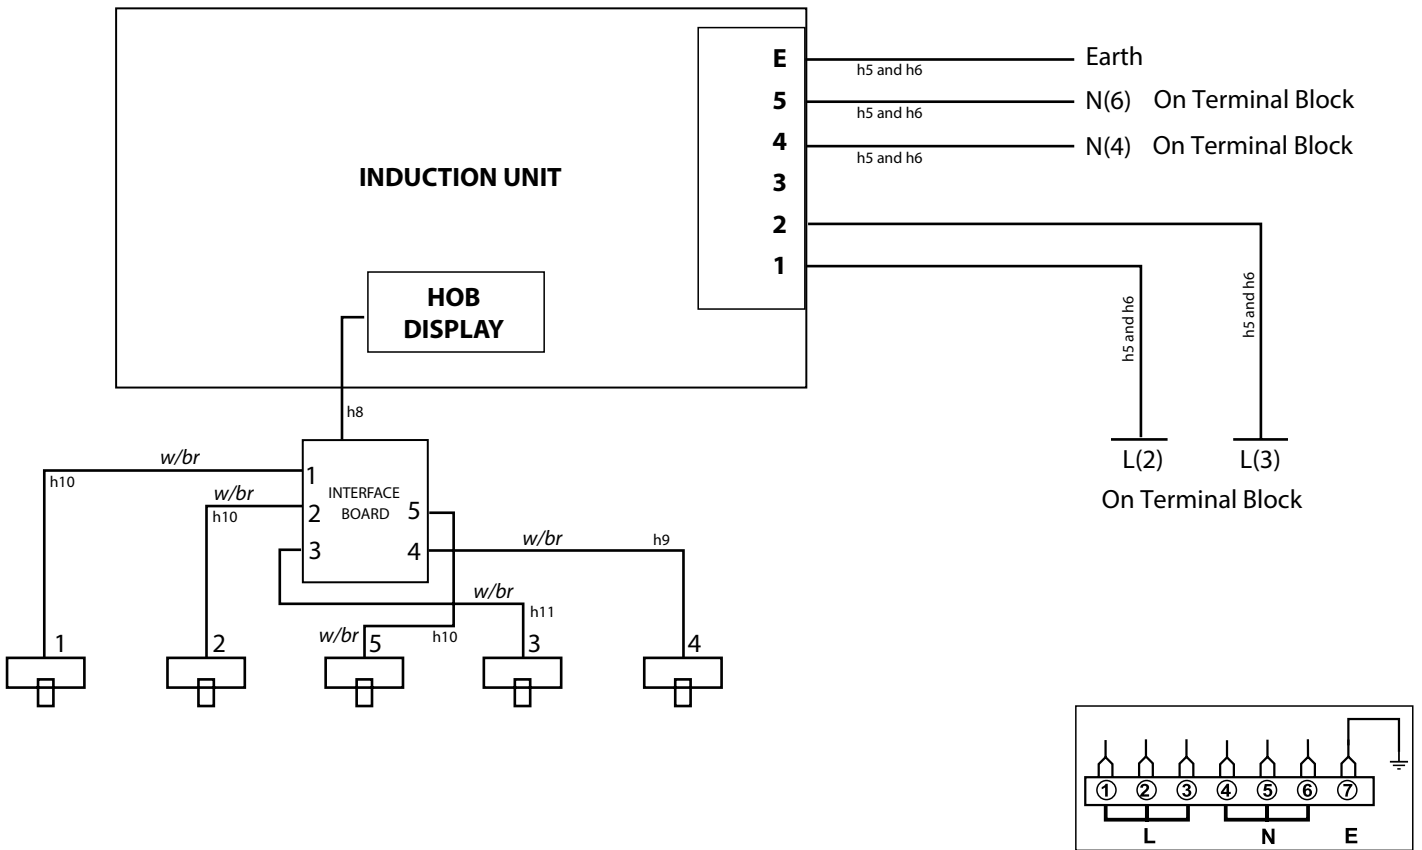 E
h5 and h6
Earth
5
h5 and h6
N(6) On Terminal Block
4
h5 and h6
N(4) On Terminal Block
INDUCTION UNIT
3
2
1
HOB
DISPLAY
h5 and h6
h5 and h6
h8
L(2)
L(3)
On Terminal Block
w/br
h10
1
INTERFACE
BOARD
w/br
h10
2
5
3
4
w/br
h9
w/br
h11
w/br
h10
1
2
5
3
4
1 2 3 4 5 6 7
L N E